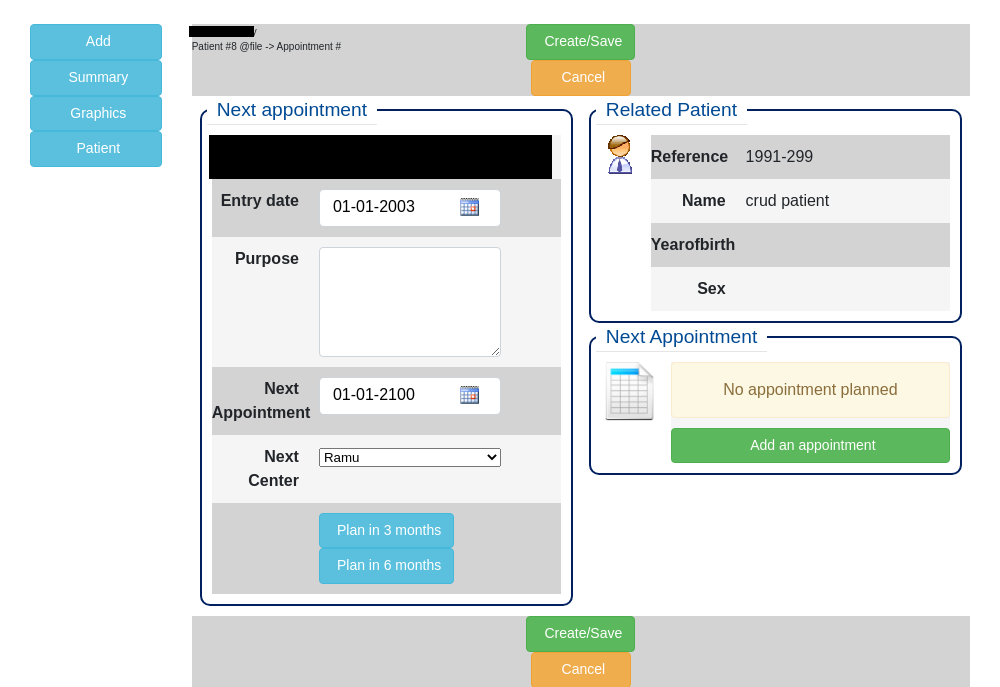 Add
Summary
Graphics
Patient
Patient #8 @file -> Appointment #
Create/Save
Cancel
Next appointment
Entry date
01-01-2003
Purpose
Next
Appointment
01-01-2100
Next
Center
Ramu
Plan in 3 months
Plan in 6 months
Related Patient
Reference
1991-299
Name
crud patient
Yearofbirth
Sex
Next Appointment
No appointment planned
Add an appointment
Create/Save
Cancel